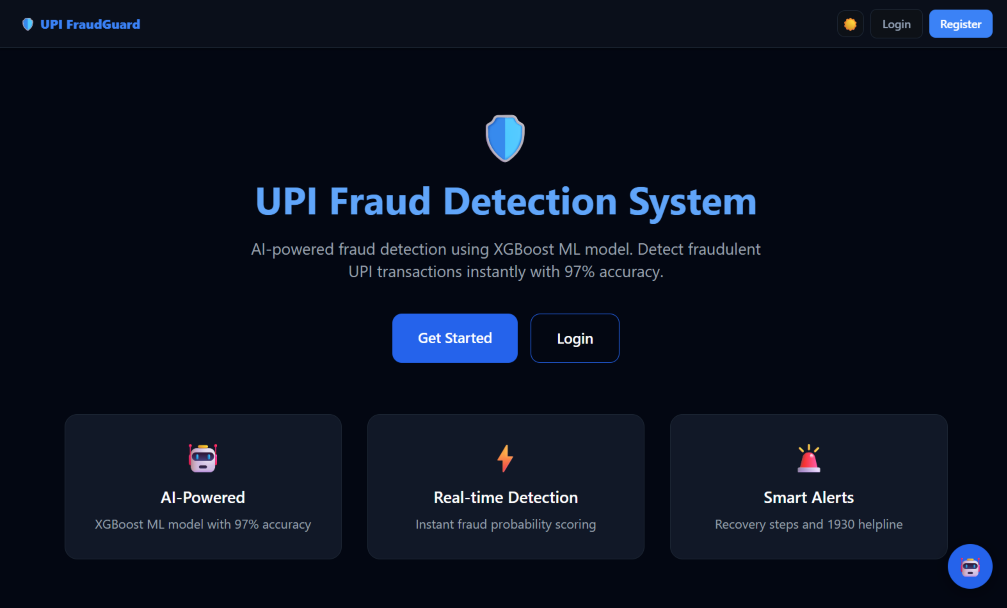 UPI FraudGuard
Login
Register
UPI Fraud Detection System
AI-powered fraud detection using XGBoost ML model. Detect fraudulent
UPI transactions instantly with 97% accuracy.
Get Started
Login
AI-Powered
XGBoost ML model with 97% accuracy
Real-time Detection
Instant fraud probability scoring
Smart Alerts
Recovery steps and 1930 helpline